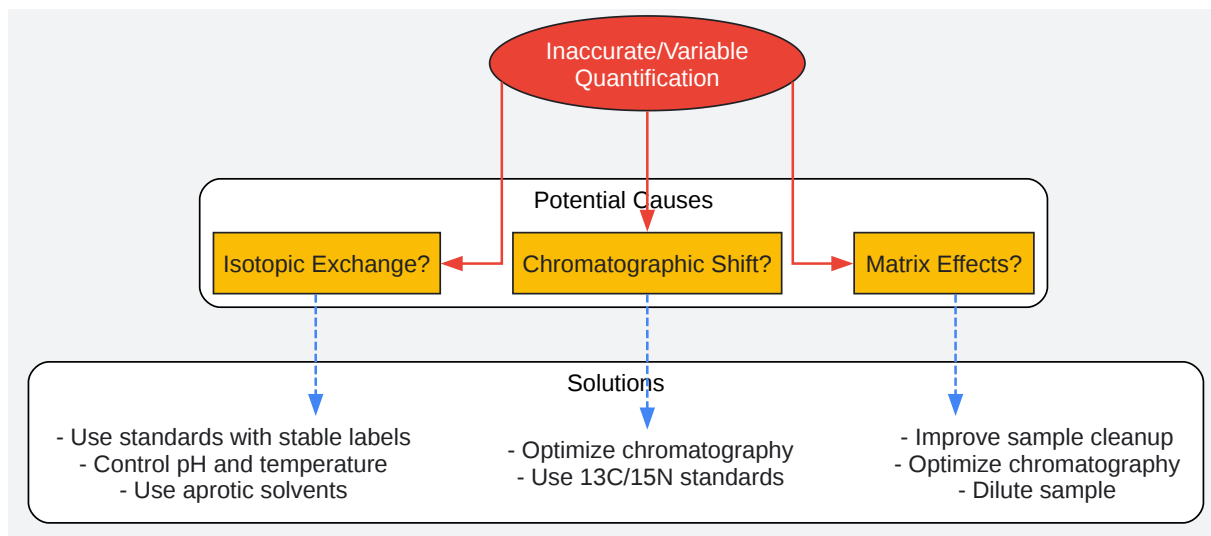 Inaccurate/Variable
Quantification
Potential Causes
Isotopic Exchange?
Chromatographic Shift?
Matrix Effects?
Solutions
- Use standards with stable labels
- Control pH and temperature
- Use aprotic solvents
- Optimize chromatography
- Use 13C/15N standards
- Improve sample cleanup
- Optimize chromatography
- Dilute sample